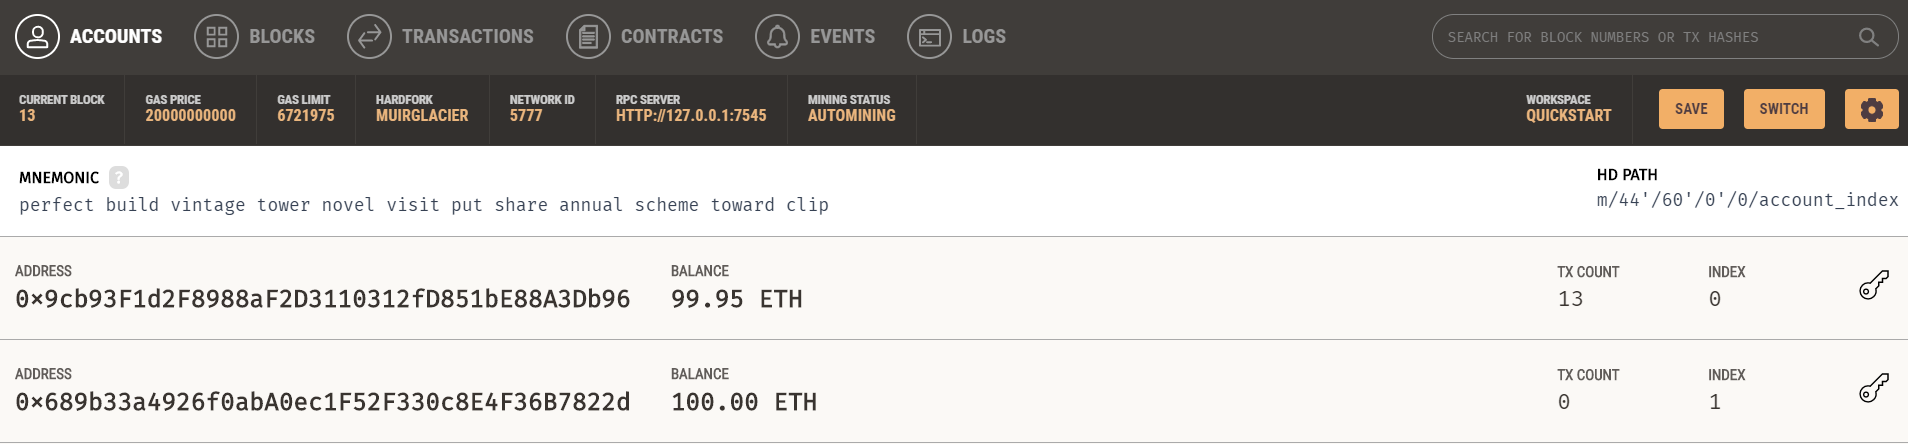 ACCOUNTS BLOCKS TRANSACTIONS CONTRACTS EVENTS LOGS SEARCH FOR BLOCK NUMBERS OR TX HASHES
CURRENT BLOCK GAS PRICE GAS LIMIT HARDFORK NETWORK ID RPC SERVER MINING STATUS WORKSPACE
13 20000000000 6721975 MUIRGLACIER 5777 HTTP://127.0.0.1:7545 AUTOMINING QUICKSTART SAVE SWITCH
MNEMONIC ? HD PATH
perfect build vintage tower novel visit put share annual scheme toward clip m/44'/60'/0'/0/account_index
ADDRESS BALANCE TX COUNT INDEX
0×9cb93F1d2F8988aF2D3110312fD851bE88A3Db96 99.95 ETH 13 0
ADDRESS BALANCE TX COUNT INDEX
0×689b33a4926f0abA0ec1F52F330c8E4F36B7822d 100.00 ETH 0 1